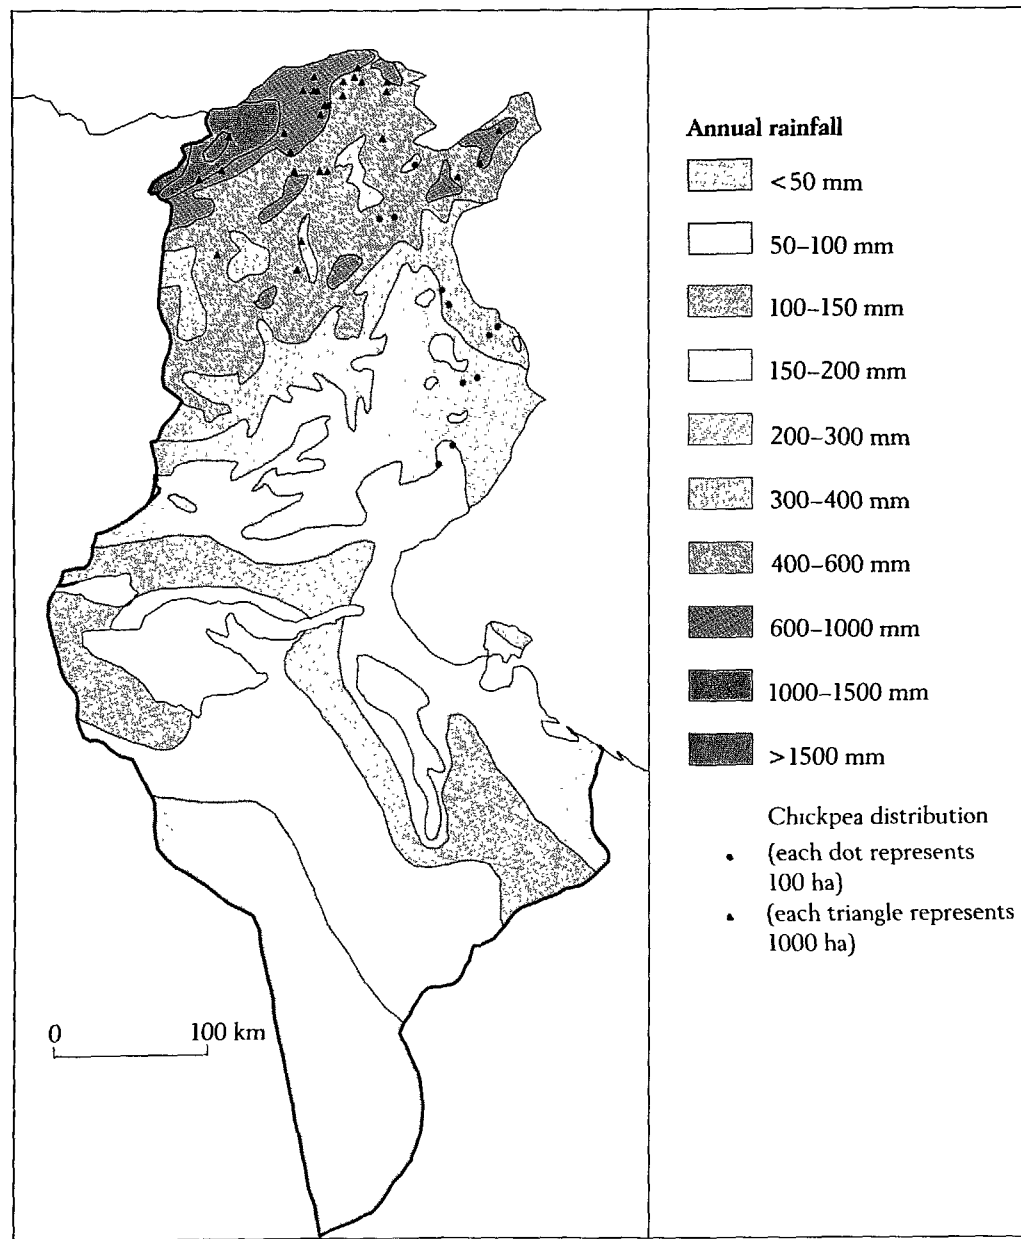 Annual rainfall
<50 mm
50–100 mm
100–150 mm
150–200 mm
200–300 mm
300–400 mm
400–600 mm
600–1000 mm
1000–1500 mm
>1500 mm
Chickpea distribution
(each dot represents
100 ha)
(each triangle represents
1000 ha)
0 100 km